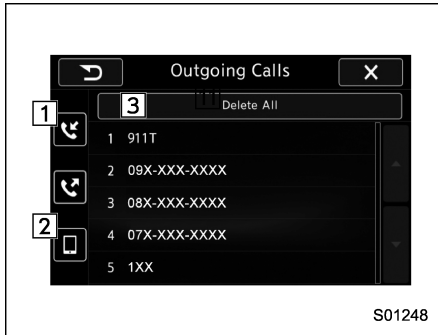 Outgoing Calls
X
3 Delete All
1
1 911T
2 09X-XXX-XXXX
3 08X-XXX-XXXX
2
4 07X-XXX-XXXX
5 1XX
S01248